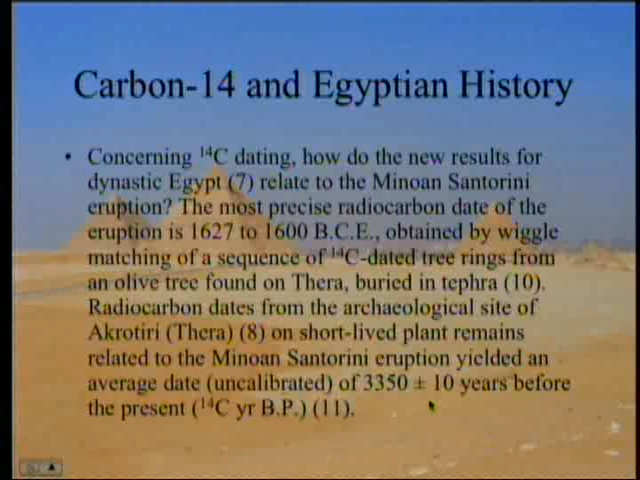 Carbon-14 and Egyptian History
• Concerning ¹⁴C dating, how do the new results for
dynastic Egypt (7) relate to the Minoan Santorini
eruption? The most precise radiocarbon date of the
eruption is 1627 to 1600 B.C.E., obtained by wiggle
matching of a sequence of ¹⁴C-dated tree rings from
an olive tree found on Thera, buried in tephra (10).
Radiocarbon dates from the archaeological site of
Akrotiri (Thera) (8) on short-lived plant remains
related to the Minoan Santorini eruption yielded an
average date (uncalibrated) of 3350 ± 10 years before
the present (¹⁴C yr B.P.) (11).